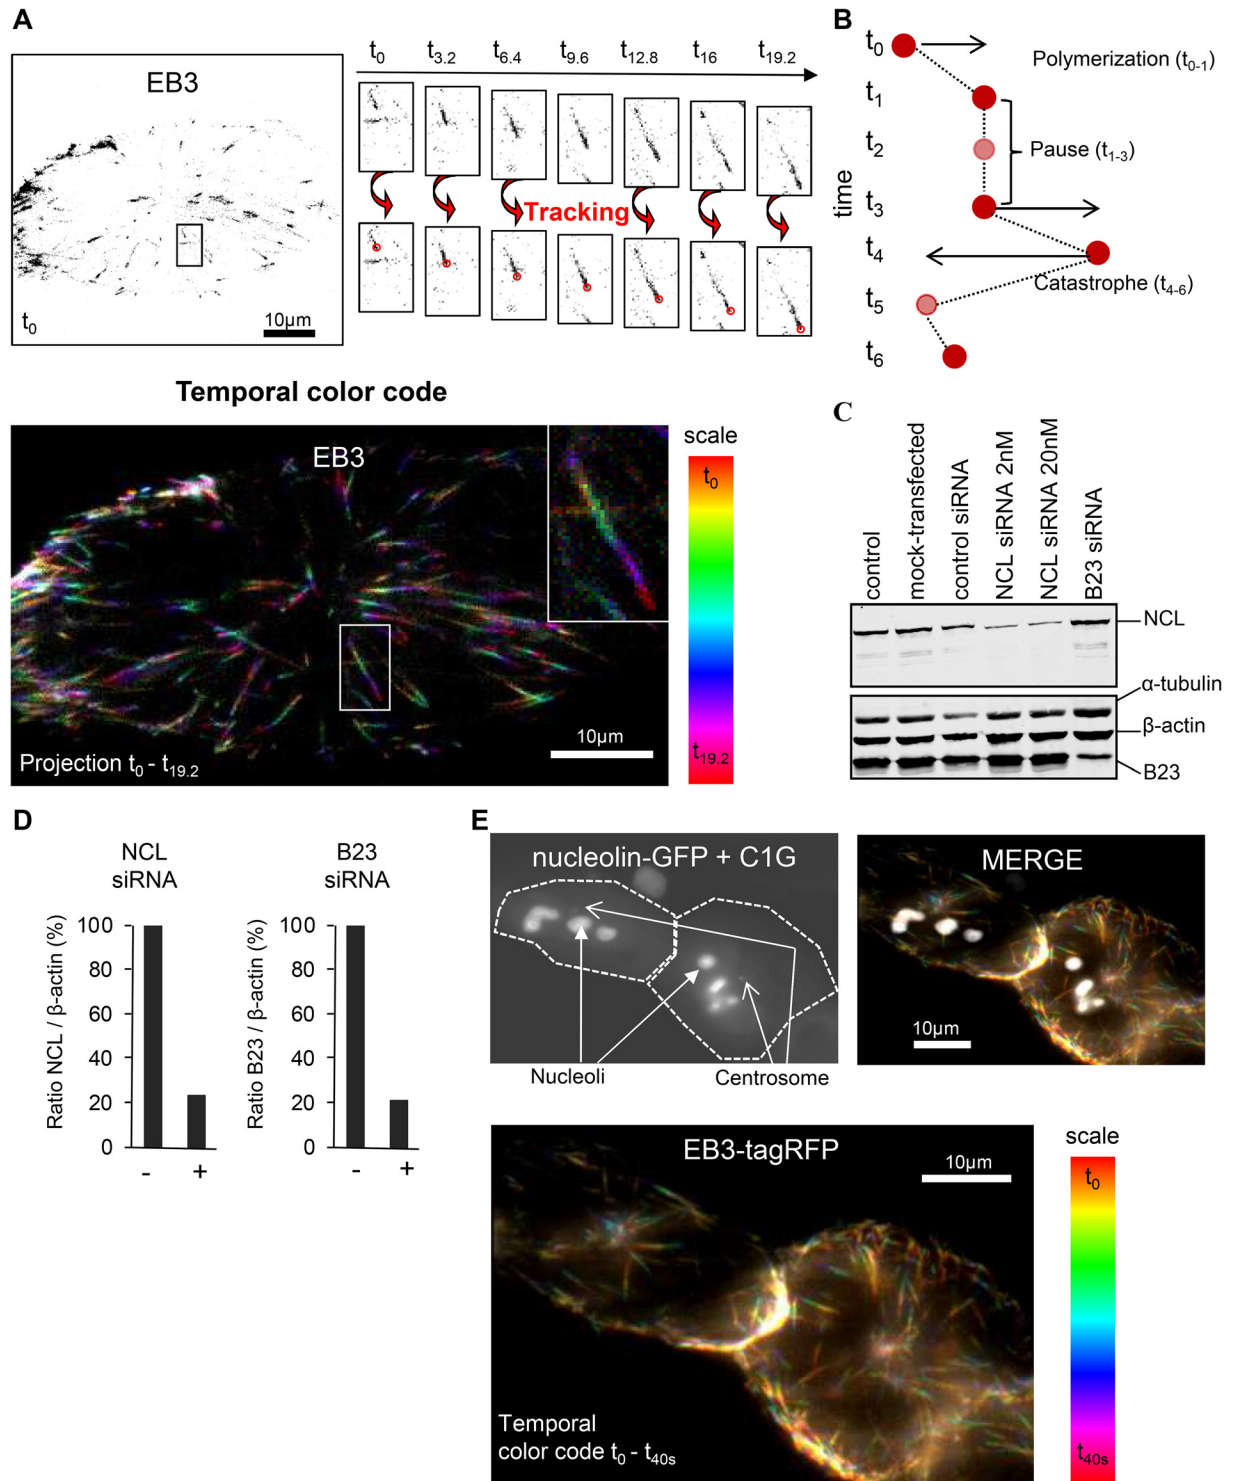 A
EB3
t0
10µm
t0
t3.2
t6.4
t9.6
t12.8
t16
t19.2
Tracking
Temporal color code
EB3
Projection t0 - t19.2
10µm
scale
t0
t19.2
B
time
t0
t1
t2
t3
t4
t5
t6
Polymerization (t0-1)
Pause (t1-3)
Catastrophe (t4-6)
C
control
mock-transfected
control siRNA
NCL siRNA 2nM
NCL siRNA 20nM
B23 siRNA
NCL
α-tubulin
β-actin
B23
D
NCL
siRNA
Ratio NCL / β-actin (%)
100
80
60
40
20
0
-
+
B23
siRNA
Ratio B23 / β-actin (%)
100
80
60
40
20
0
-
+
E
nucleolin-GFP + C1G
Nucleoli
Centrosome
MERGE
10µm
EB3-tagRFP
10µm
Temporal
color code t0 - t40s
scale
t0
t40s